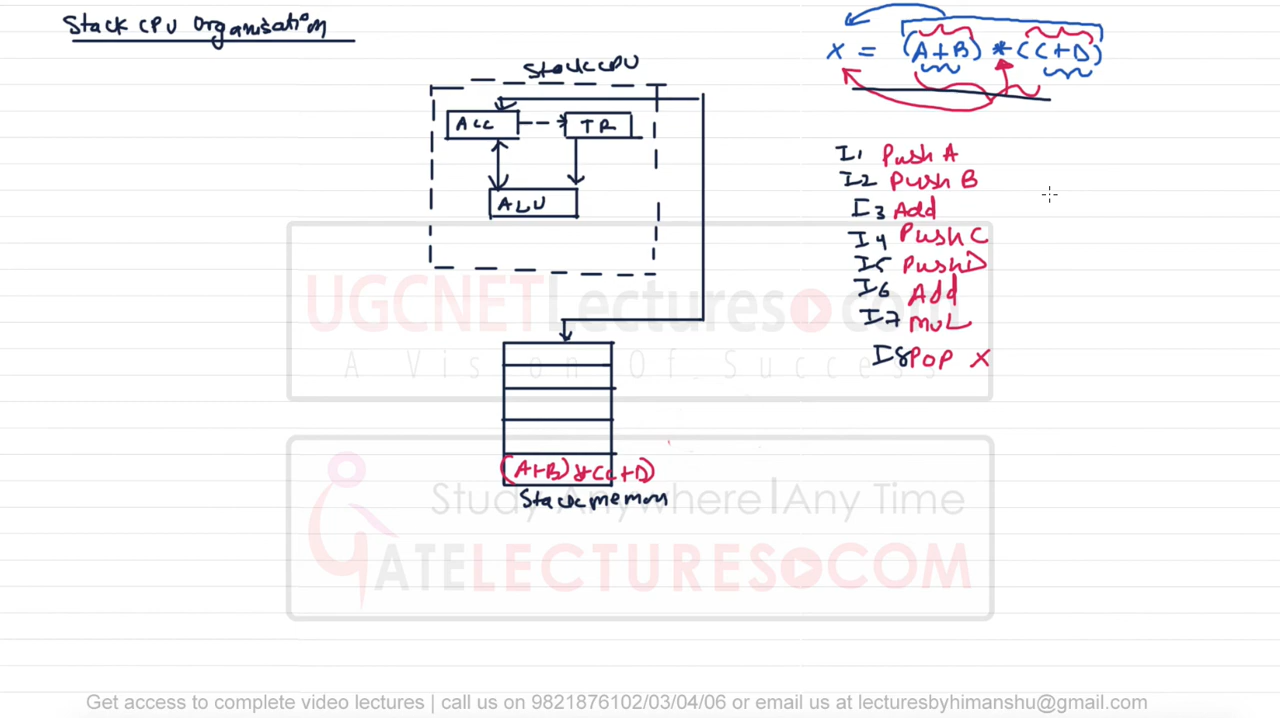 Stack CPU Organisation
X = (A+B) * (C+D)
Stack CPU
ACC
TR
ALU
(A+B)*(C+D)
Stack memory
I1 Push A
I2 Push B
I3 Add
I4 Push C
I5 Push D
I6 Add
I7 MUL
I8 POP X
UGCNETLectures.com
A Vision Of Success
Study Anywhere|Any Time
GATELECTURES.COM
Get access to complete video lectures | call us on 9821876102/03/04/06 or email us at lecturesbyhimanshu@gmail.com